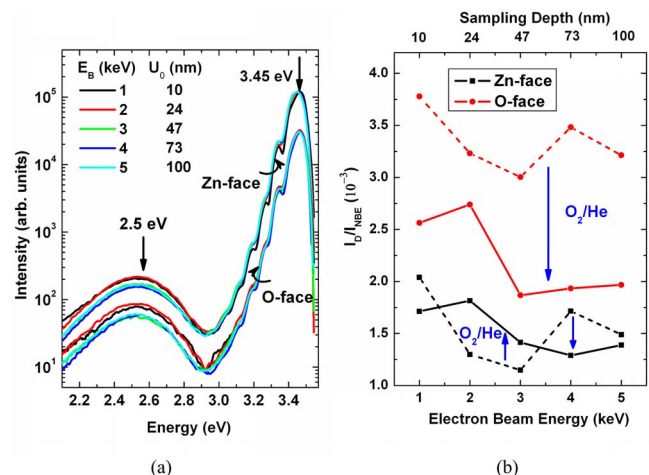 (a)
E_B (keV) U_0 (nm)
1 10
2 24
3 47
4 73
5 100
3.45 eV
Zn-face
2.5 eV
O-face
Intensity (arb. units)
10^5
10^4
10^3
10^2
10^1
2.2 2.4 2.6 2.8 3.0 3.2 3.4
Energy (eV)
(a)
(b)
Sampling Depth (nm)
10 24 47 73 100
Zn-face
O-face
O_2/He
O_2/He
I_D/I_NBE (10^-3)
4.0
3.5
3.0
2.5
2.0
1.5
1.0
1 2 3 4 5
Electron Beam Energy (keV)
(b)